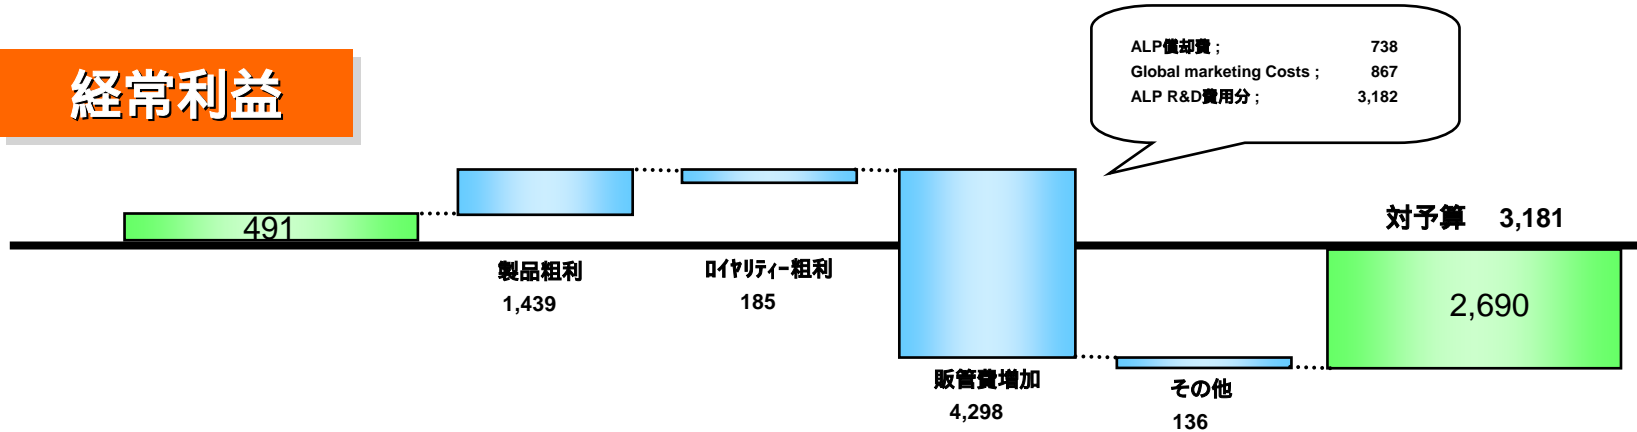 経常利益
ALP償却費 ; 738
Global marketing Costs ; 867
ALP R&D費用分 ; 3,182
491
対予算 3,181
製品粗利
1,439
ﾛｲﾔﾘﾃｨｰ粗利
185
2,690
販管費増加
4,298
その他
136